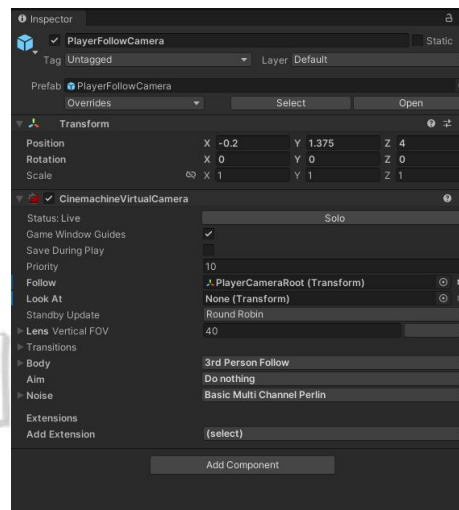 Inspector
PlayerFollowCamera Static
Tag Untagged Layer Default
Prefab PlayerFollowCamera
Overrides Select Open
Transform
Position X -0.2 Y 1.375 Z 4
Rotation X 0 Y 0 Z 0
Scale X 1 Y 1 Z 1
CinemachineVirtualCamera
Status: Live Solo
Game Window Guides
Save During Play
Priority 10
Follow PlayerCameraRoot (Transform)
Look At None (Transform)
Standby Update Round Robin
Lens Vertical FOV 40
Transitions
Body 3rd Person Follow
Aim Do nothing
Noise Basic Multi Channel Perlin
Extensions
Add Extension (select)
Add Component